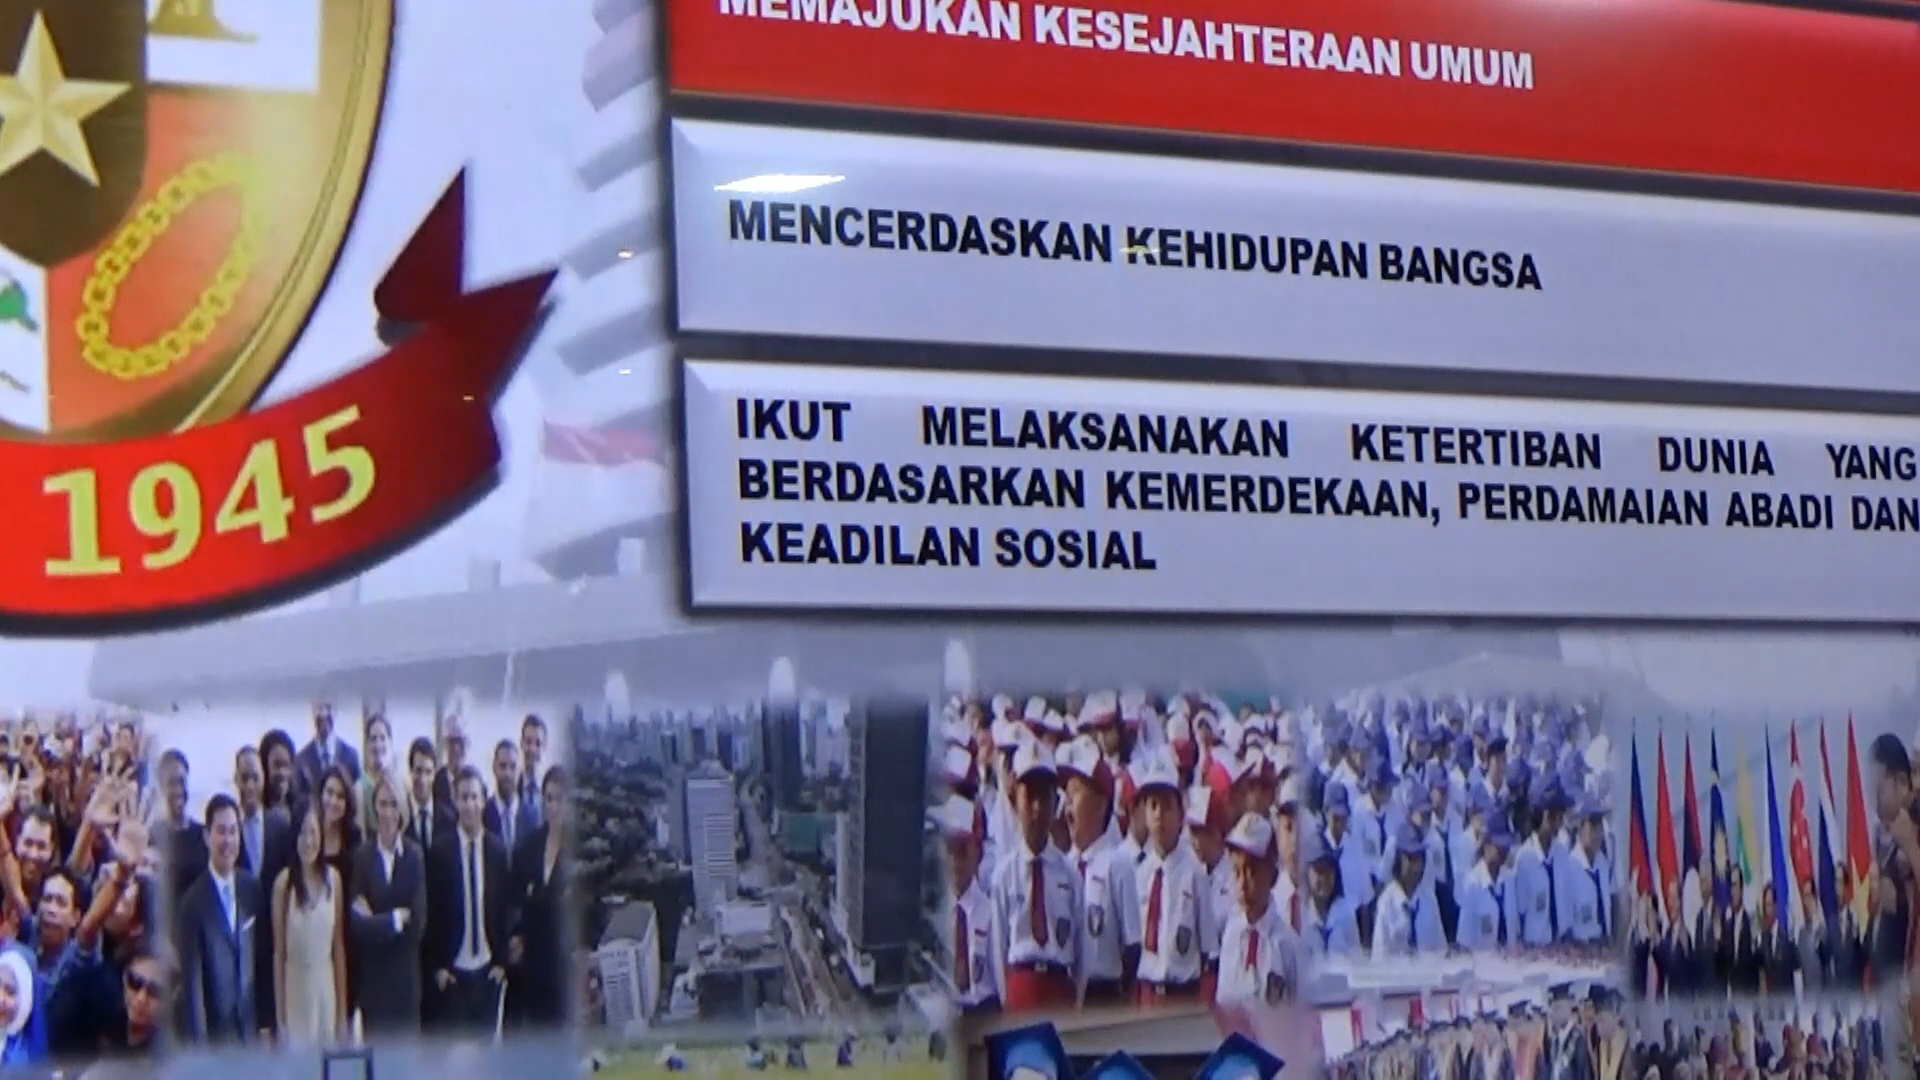 MEMAJUKAN KESEJAHTERAAN UMUM
MENCERDASKAN KEHIDUPAN BANGSA
IKUT MELAKSANAKAN KETERTIBAN DUNIA YANG
BERDASARKAN KEMERDEKAAN, PERDAMAIAN ABADI DAN
KEADILAN SOSIAL
1945